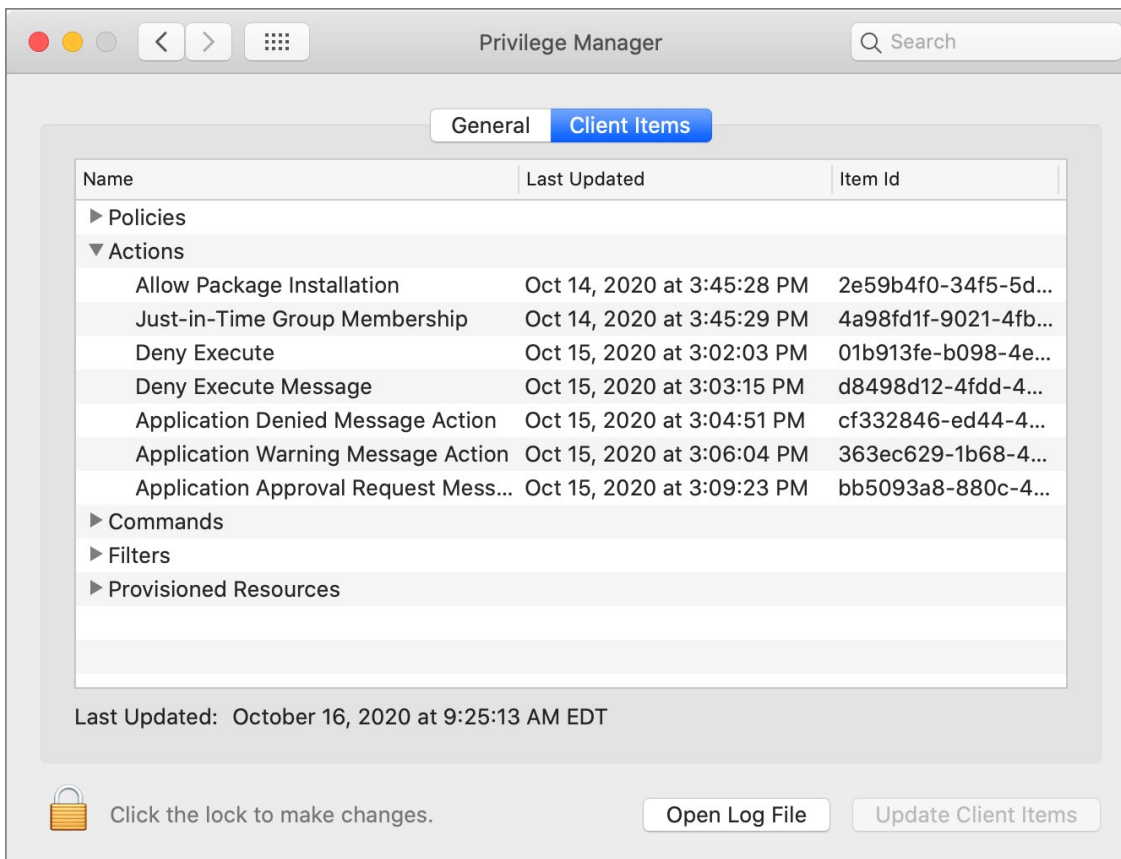 Privilege Manager
Search
General Client Items
Name Last Updated Item Id
Policies
Actions
Allow Package Installation Oct 14, 2020 at 3:45:28 PM 2e59b4f0-34f5-5d...
Just-in-Time Group Membership Oct 14, 2020 at 3:45:29 PM 4a98fd1f-9021-4fb...
Deny Execute Oct 15, 2020 at 3:02:03 PM 01b913fe-b098-4e...
Deny Execute Message Oct 15, 2020 at 3:03:15 PM d8498d12-4fdd-4...
Application Denied Message Action Oct 15, 2020 at 3:04:51 PM cf332846-ed44-4...
Application Warning Message Action Oct 15, 2020 at 3:06:04 PM 363ec629-1b68-4...
Application Approval Request Mess... Oct 15, 2020 at 3:09:23 PM bb5093a8-880c-4...
Commands
Filters
Provisioned Resources
Last Updated: October 16, 2020 at 9:25:13 AM EDT
Click the lock to make changes.
Open Log File
Update Client Items